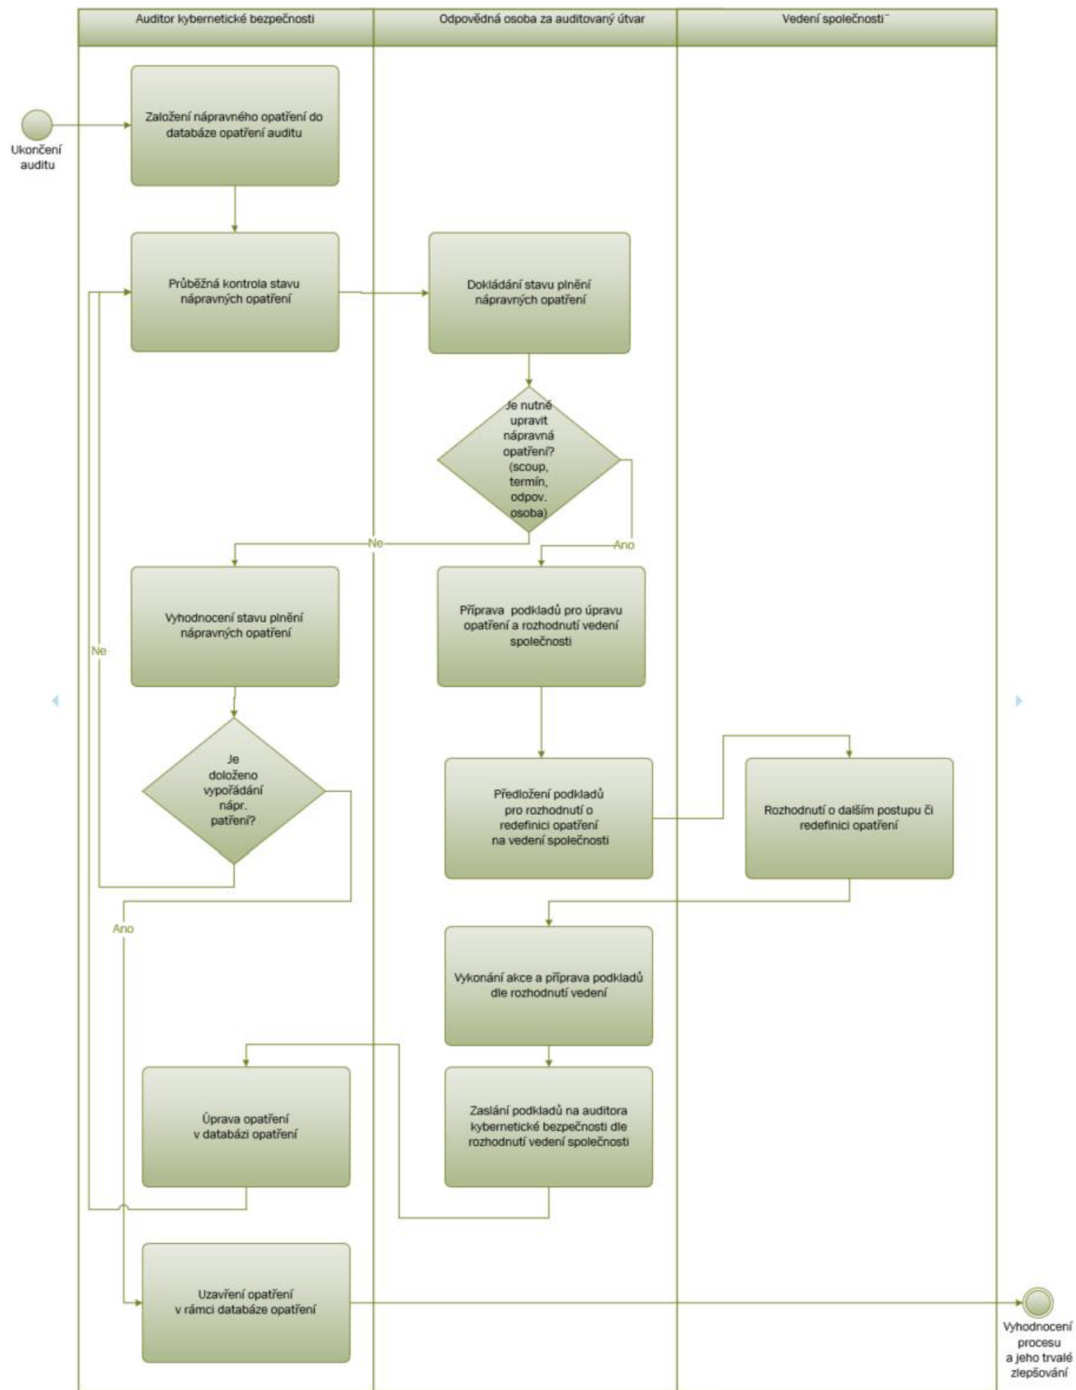 Auditor kybernetické bezpečnosti
Odpovědná osoba za auditovaný útvar
Vedení společnosti¨
Založení nápravného opatření do
databáze opatření auditu
Ukončení
auditu
Průběžná kontrola stavu
nápravných opatření
Dokládání stavu plnění
nápravných opatření
Je nutné
upravit
nápravná
opatření?
(scoup,
termín,
odpov.
osoba)
Ne
Ano
Vyhodnocení stavu plnění
nápravných opatření
Příprava  podkladů pro úpravu
opatření a rozhodnutí vedení
společnosti
Ne
Je
doloženo
vypořádání
nápr.
patření?
Předložení podkladů
pro rozhodnutí o
redefinici opatření
na vedení společnosti
Rozhodnutí o dalším postupu či
redefinici opatření
Ano
Vykonání akce a příprava podkladů
dle rozhodnutí vedení
Úprava opatření
v databázi opatření
Zaslání podkladů na auditora
kybernetické bezpečnosti dle
rozhodnutí vedení společnosti
Uzavření opatření
v rámci databáze opatření
Vyhodnocení
procesu
a jeho trvalé
zlepšování